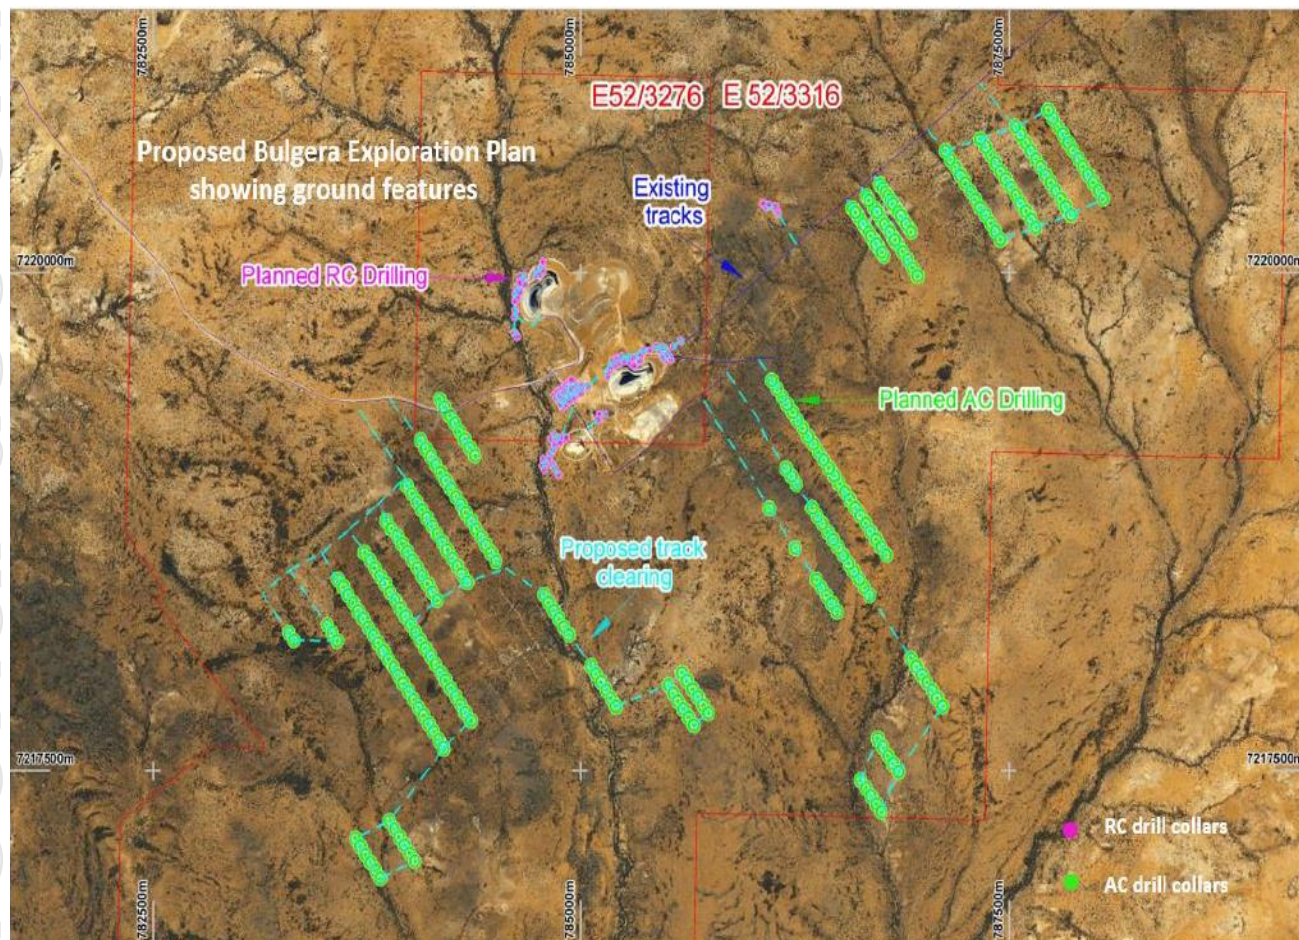 782500m
785000m
787500m
E52/3276 E 52/3316
Proposed Bulgera Exploration Plan
showing ground features
Existing
tracks
7220000m
Planned RC Drilling
7220000m
Planned AC Drilling
Proposed track
clearing
7217500m
7217500m
RC drill collars
AC drill collars
782500m
785000m
787500m